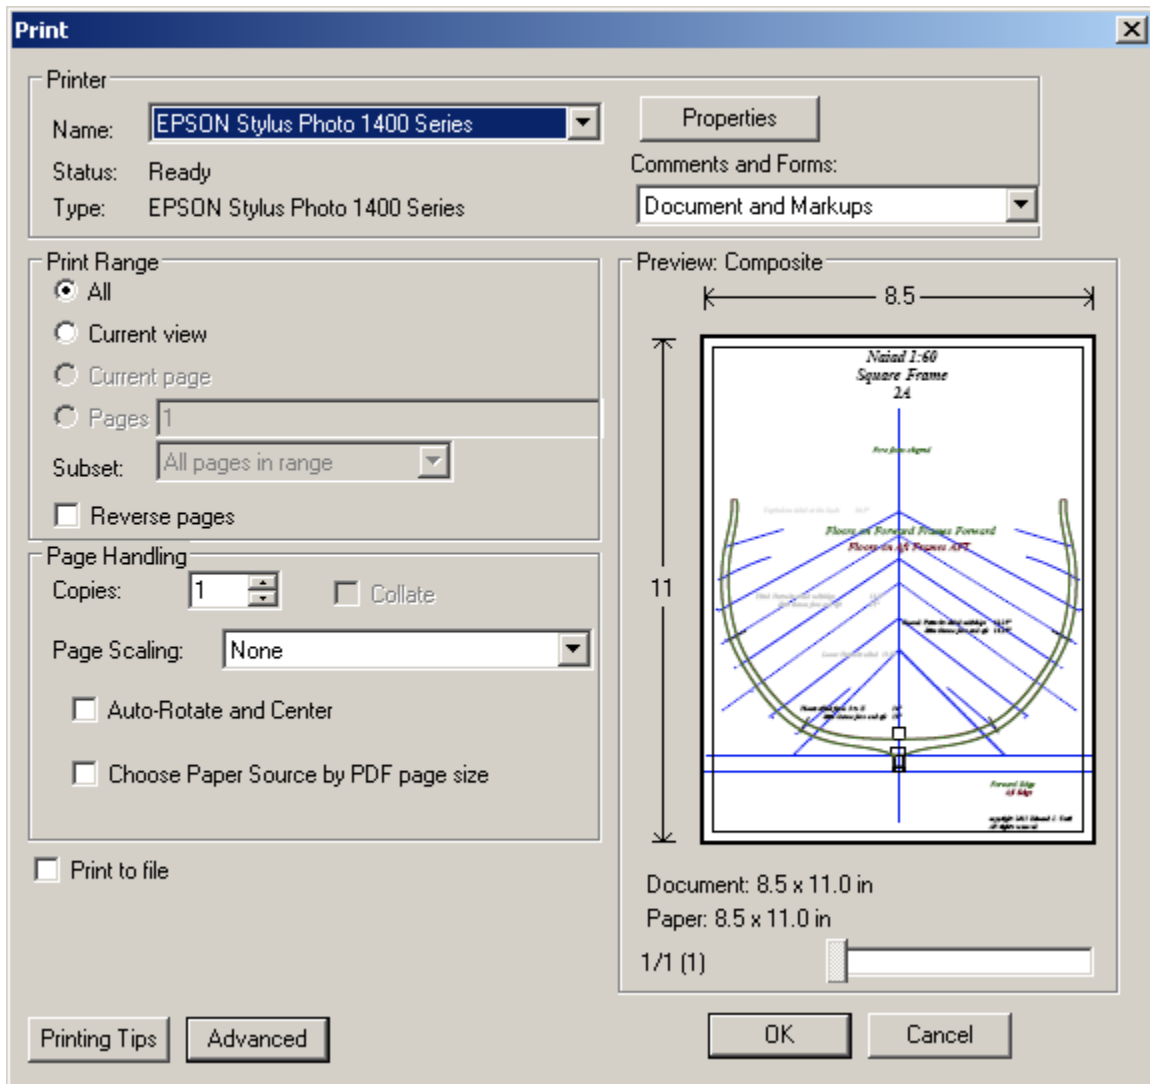 Print
Printer
Name: EPSON Stylus Photo 1400 Series
Properties
Status: Ready
Comments and Forms:
Type: EPSON Stylus Photo 1400 Series
Document and Markups
Print Range
All
Current view
Current page
Pages 1
Subset: All pages in range
Reverse pages
Page Handling
Copies: 1
Collate
Page Scaling: None
Auto-Rotate and Center
Choose Paper Source by PDF page size
Print to file
Preview: Composite
8.5
11
Naiad 1:60
Square Frame
2A
Floors on Forward Frames Forward
Floors on Aft Frames AFT
Forward Edge
Aft Edge
Document: 8.5 x 11.0 in
Paper: 8.5 x 11.0 in
1/1 (1)
Printing Tips
Advanced
OK
Cancel